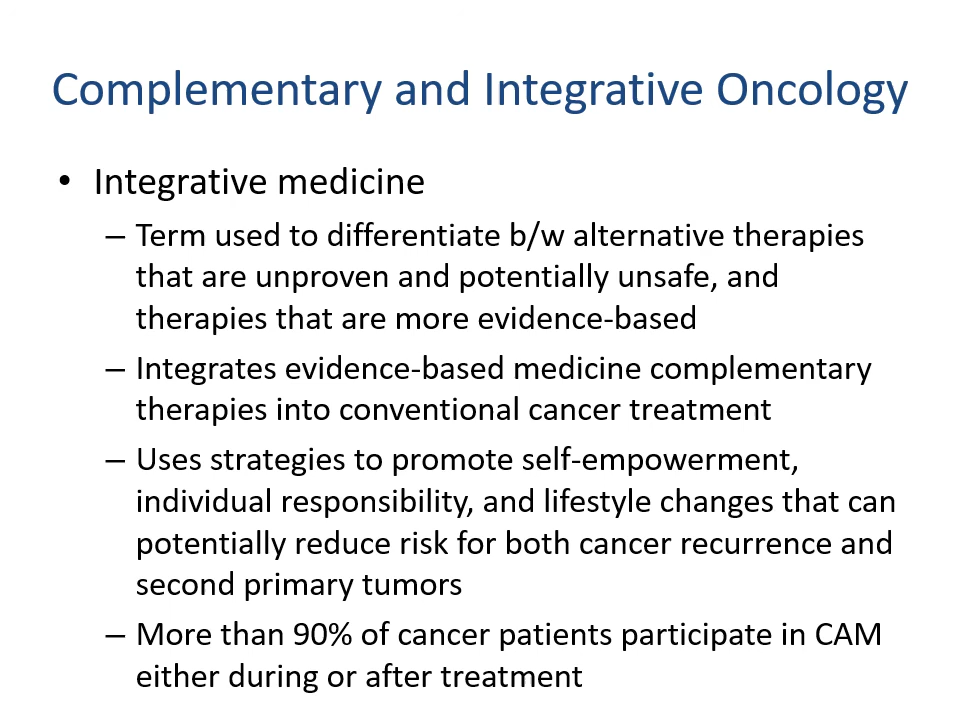 Complementary and Integrative Oncology
• Integrative medicine
– Term used to differentiate b/w alternative therapies
that are unproven and potentially unsafe, and
therapies that are more evidence-based
– Integrates evidence-based medicine complementary
therapies into conventional cancer treatment
– Uses strategies to promote self-empowerment,
individual responsibility, and lifestyle changes that can
potentially reduce risk for both cancer recurrence and
second primary tumors
– More than 90% of cancer patients participate in CAM
either during or after treatment